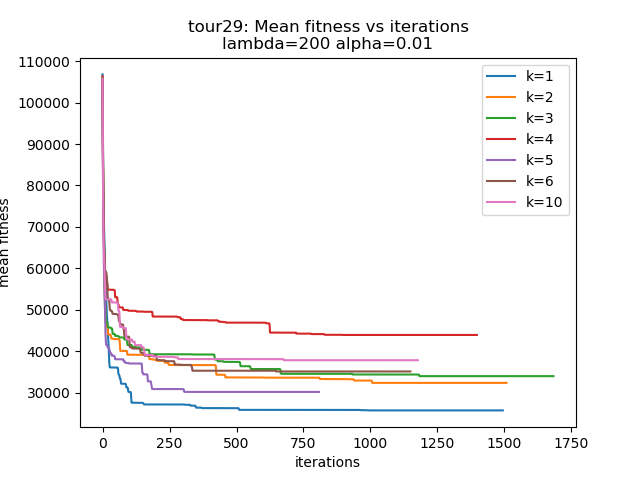 tour29: Mean fitness vs iterations
lambda=200 alpha=0.01
110000
100000
90000
80000
70000
60000
50000
40000
30000
mean fitness
k=1
k=2
k=3
k=4
k=5
k=6
k=10
0
250
500
750
1000
1250
1500
1750
iterations